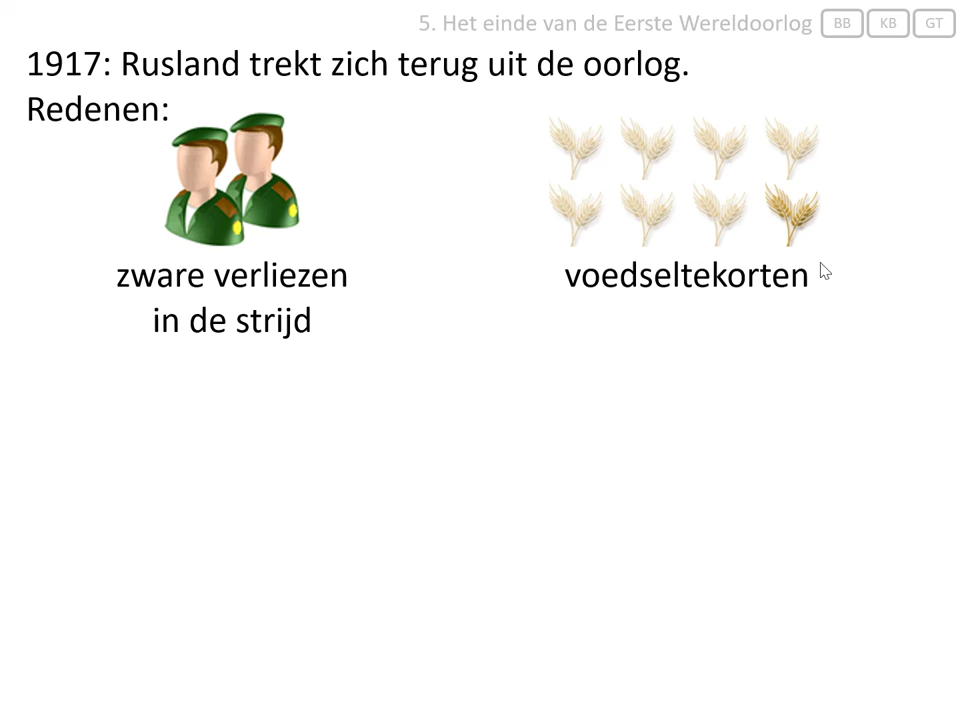 5. Het einde van de Eerste Wereldoorlog BB KB GT
1917: Rusland trekt zich terug uit de oorlog.
Redenen:
zware verliezen
in de strijd
voedseltekorten